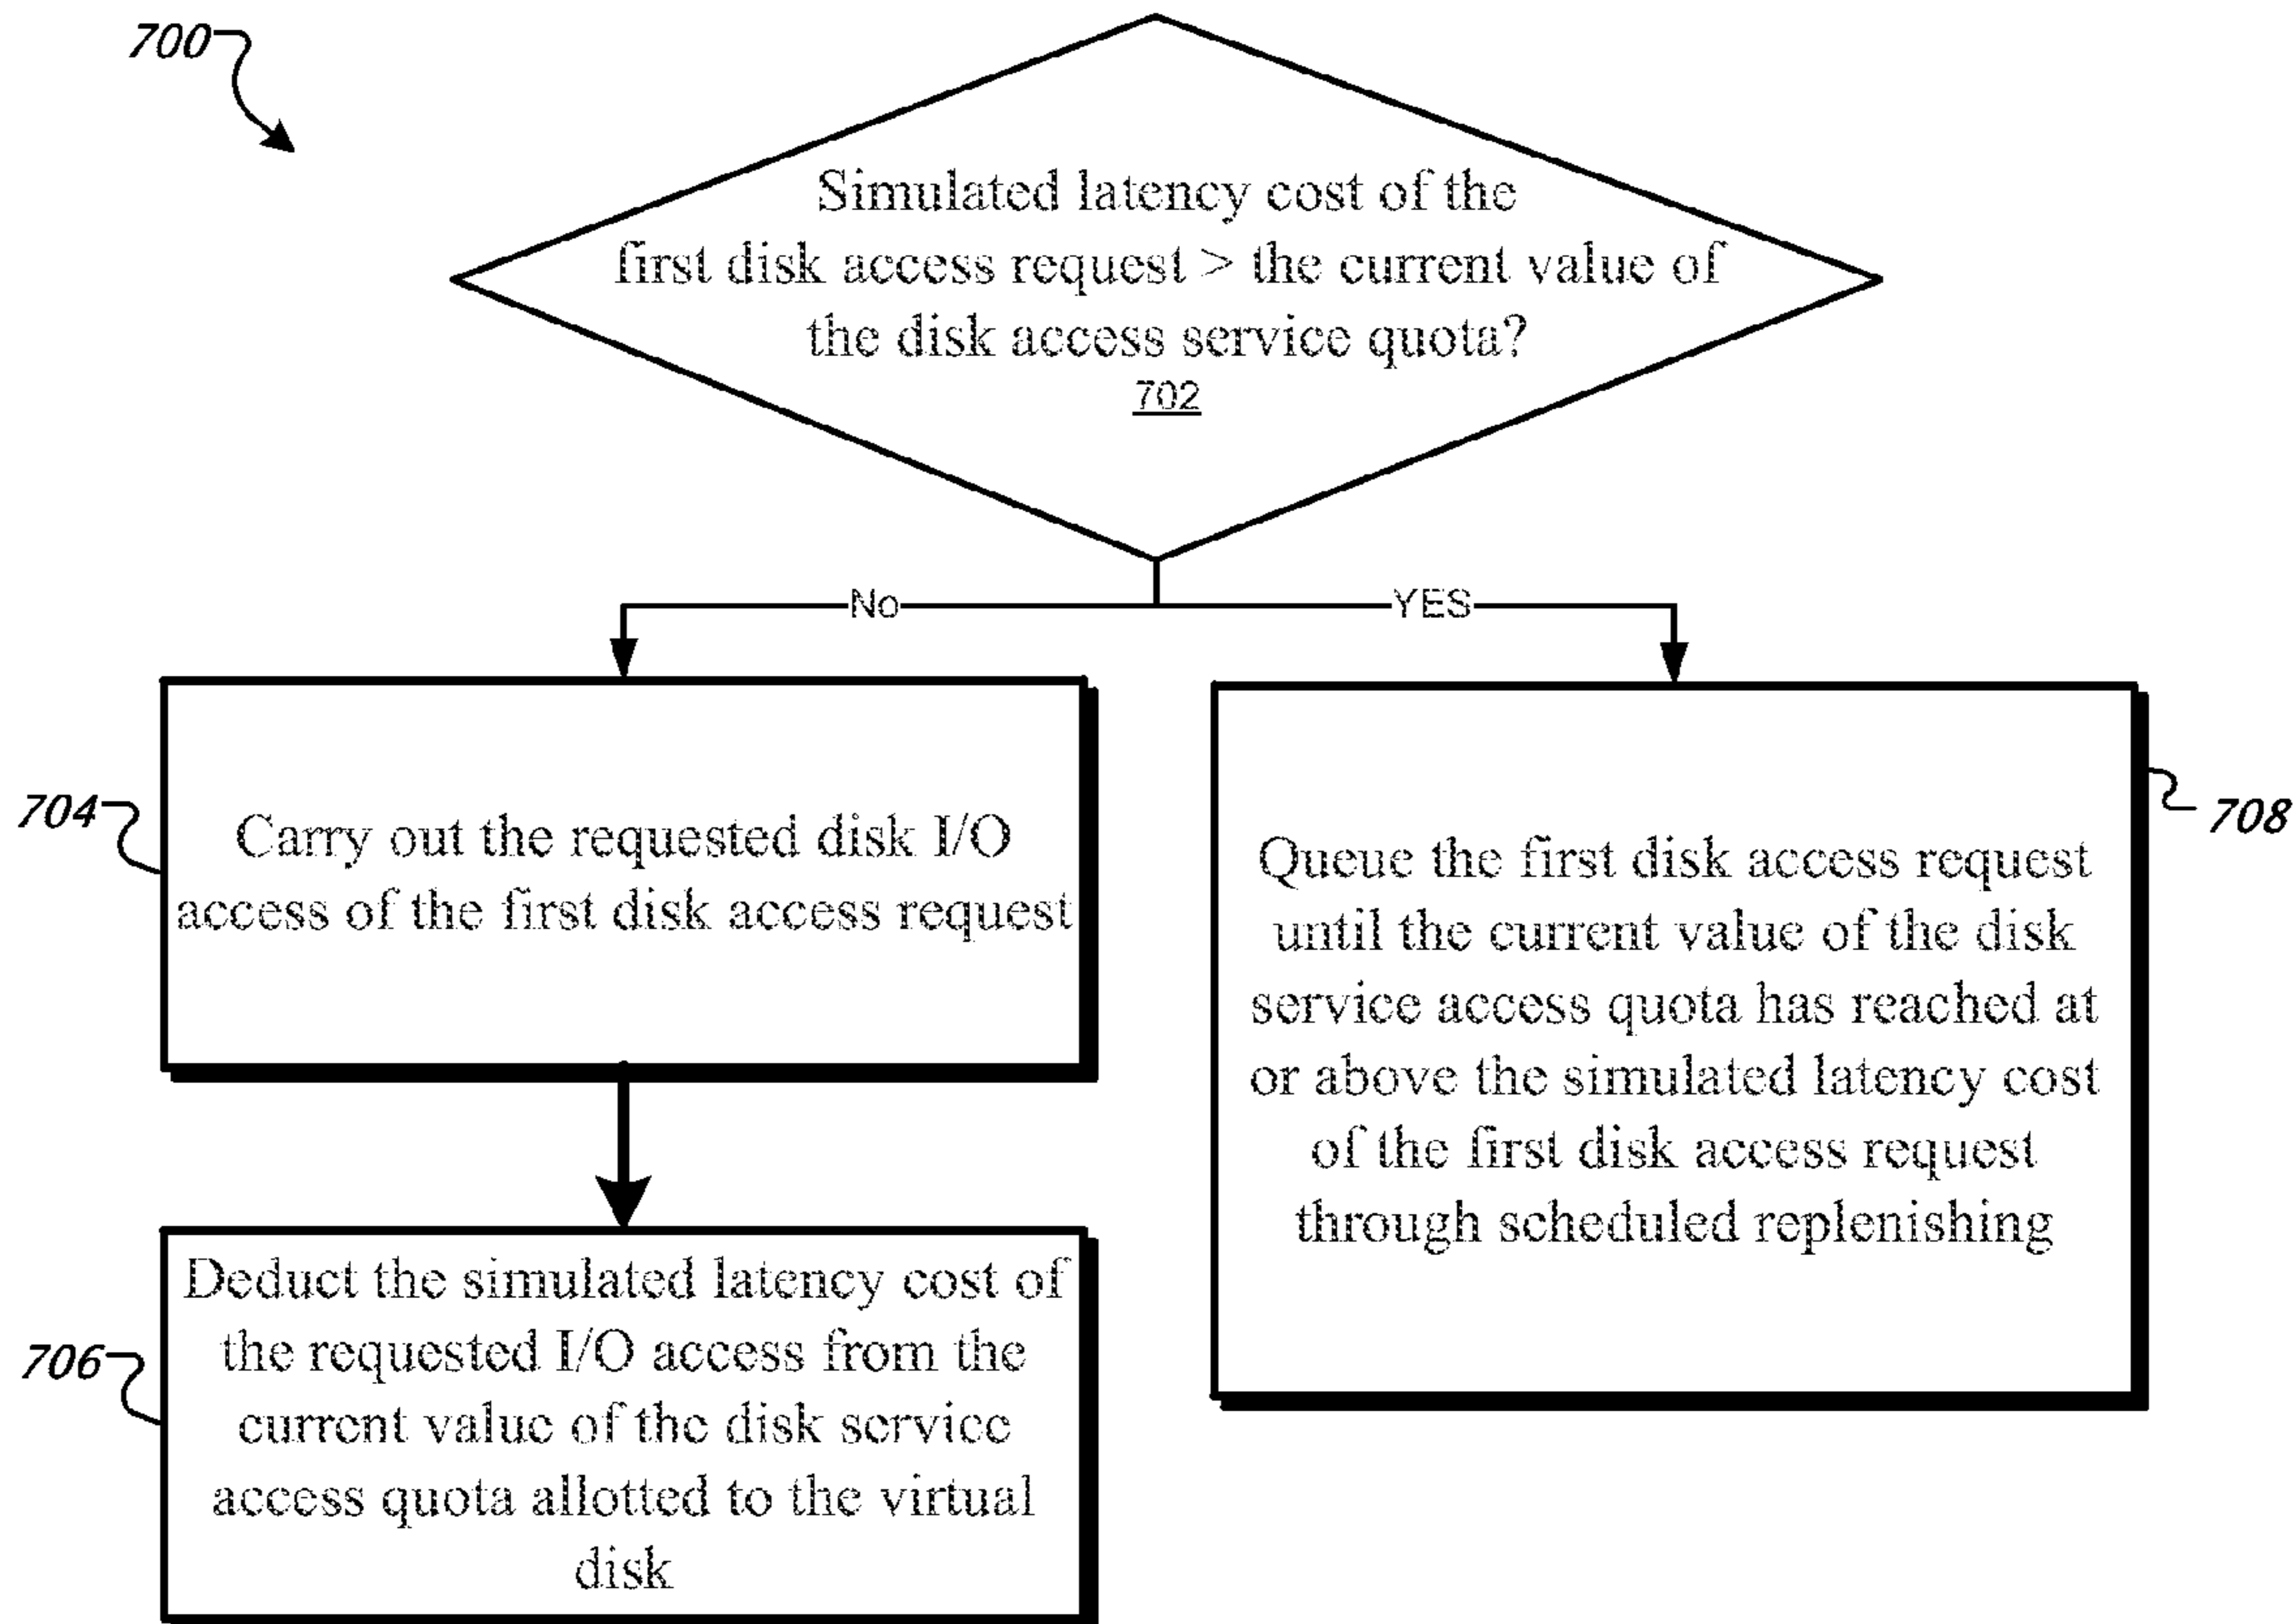 700
Simulated latency cost of the
first disk access request > the current value of
the disk access service quota?
702
No
YES
704
Carry out the requested disk I/O
access of the first disk access request
708
Queue the first disk access request
until the current value of the disk
service access quota has reached at
or above the simulated latency cost
of the first disk access request
through scheduled replenishing
706
Deduct the simulated latency cost of
the requested I/O access from the
current value of the disk service
access quota allotted to the virtual
disk